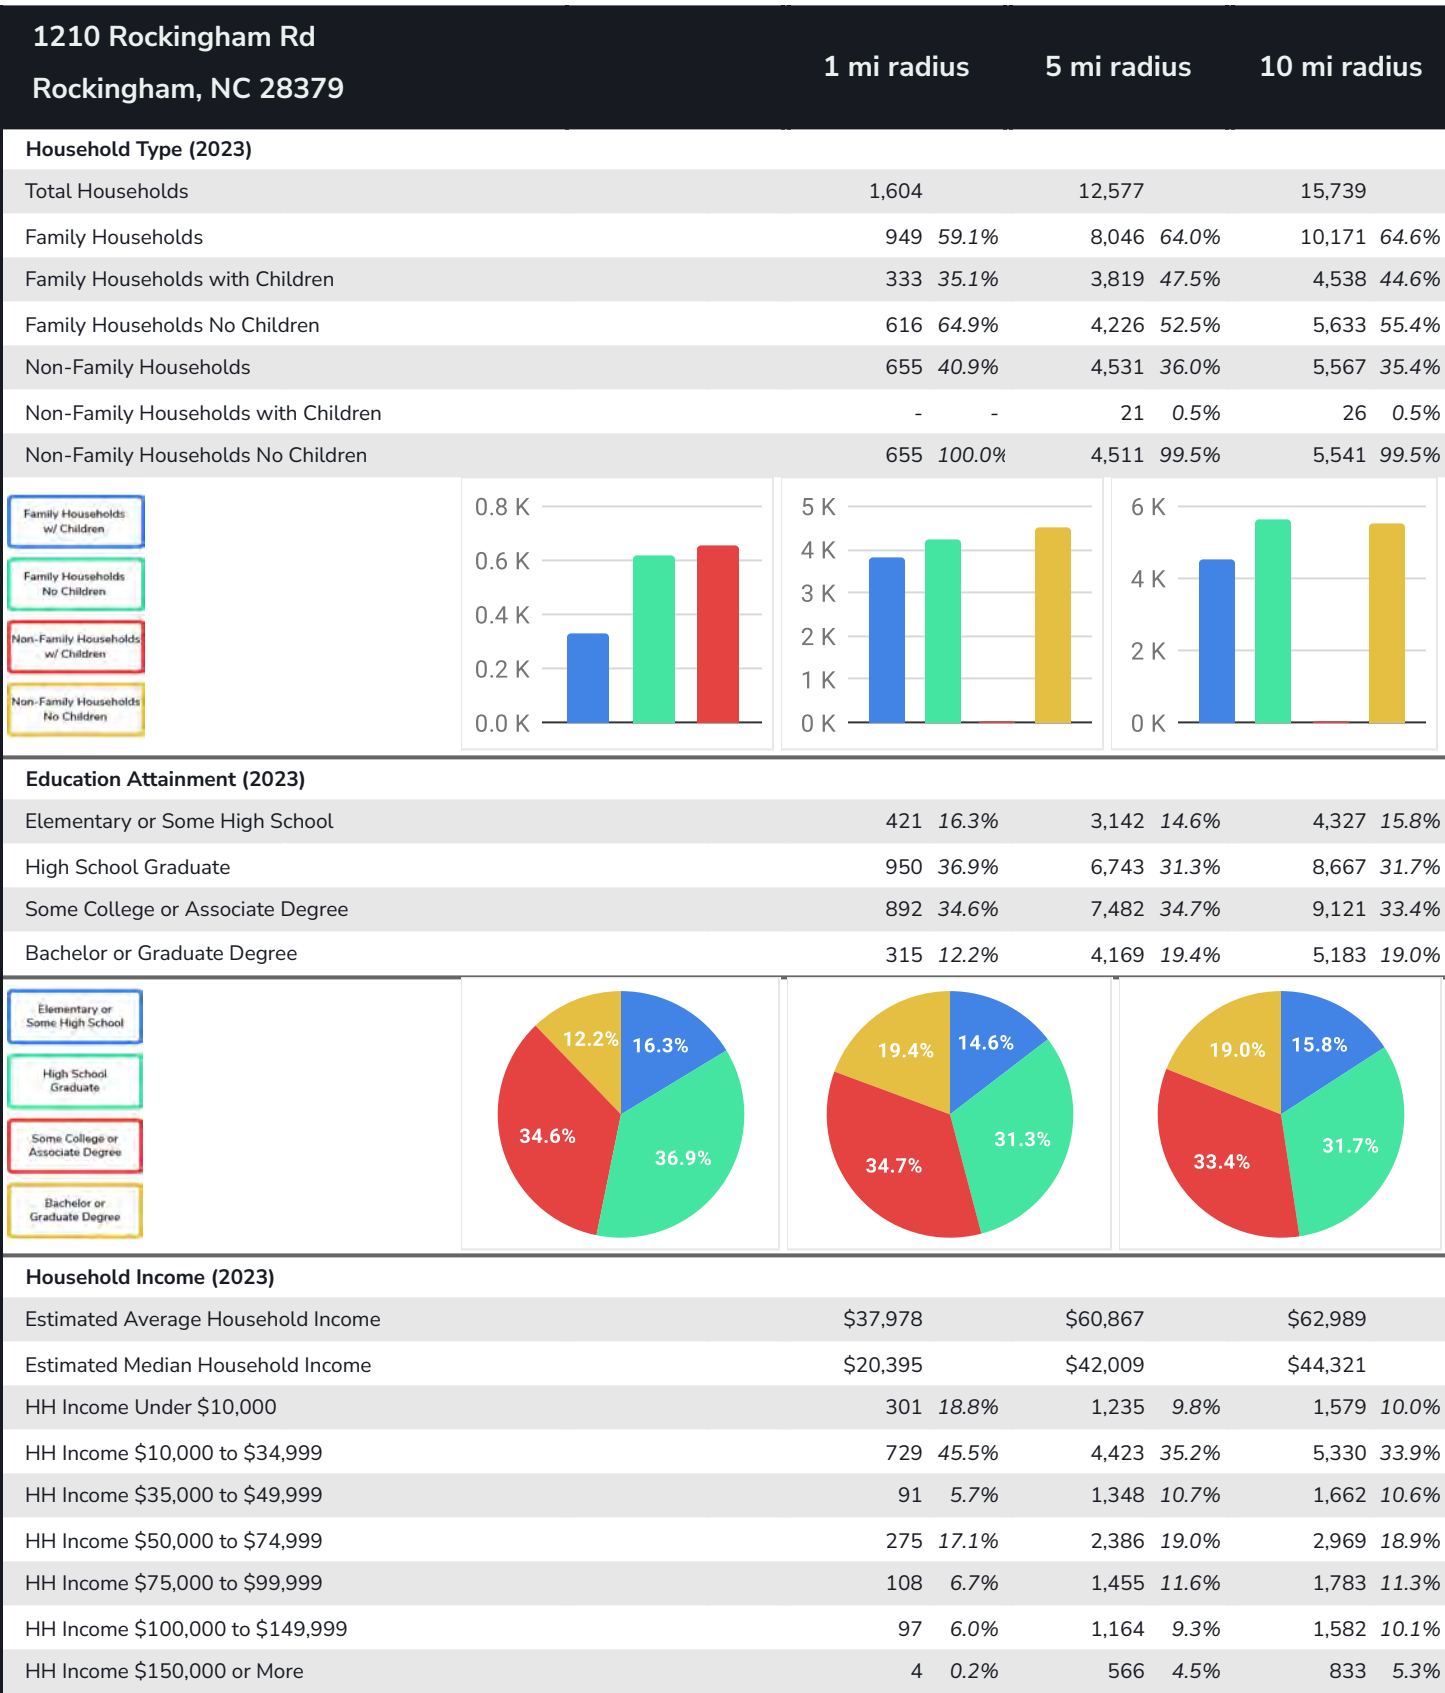 1210 Rockingham Rd
Rockingham, NC 28379
1 mi radius 5 mi radius 10 mi radius
Household Type (2023)
Total Households 1,604 12,577 15,739
Family Households 949 59.1% 8,046 64.0% 10,171 64.6%
Family Households with Children 333 35.1% 3,819 47.5% 4,538 44.6%
Family Households No Children 616 64.9% 4,226 52.5% 5,633 55.4%
Non-Family Households 655 40.9% 4,531 36.0% 5,567 35.4%
Non-Family Households with Children - - 21 0.5% 26 0.5%
Non-Family Households No Children 655 100.0% 4,511 99.5% 5,541 99.5%
Family Households
w/ Children
Family Households
No Children
Non-Family Households
w/ Children
Non-Family Households
No Children
0.8 K
0.6 K
0.4 K
0.2 K
0.0 K
5 K
4 K
3 K
2 K
1 K
0 K
6 K
4 K
2 K
0 K
Education Attainment (2023)
Elementary or Some High School 421 16.3% 3,142 14.6% 4,327 15.8%
High School Graduate 950 36.9% 6,743 31.3% 8,667 31.7%
Some College or Associate Degree 892 34.6% 7,482 34.7% 9,121 33.4%
Bachelor or Graduate Degree 315 12.2% 4,169 19.4% 5,183 19.0%
Elementary or
Some High School
High School
Graduate
Some College or
Associate Degree
Bachelor or
Graduate Degree
12.2% 16.3%
34.6%
36.9%
19.4% 14.6%
31.3%
34.7%
19.0% 15.8%
31.7%
33.4%
Household Income (2023)
Estimated Average Household Income $37,978 $60,867 $62,989
Estimated Median Household Income $20,395 $42,009 $44,321
HH Income Under $10,000 301 18.8% 1,235 9.8% 1,579 10.0%
HH Income $10,000 to $34,999 729 45.5% 4,423 35.2% 5,330 33.9%
HH Income $35,000 to $49,999 91 5.7% 1,348 10.7% 1,662 10.6%
HH Income $50,000 to $74,999 275 17.1% 2,386 19.0% 2,969 18.9%
HH Income $75,000 to $99,999 108 6.7% 1,455 11.6% 1,783 11.3%
HH Income $100,000 to $149,999 97 6.0% 1,164 9.3% 1,582 10.1%
HH Income $150,000 or More 4 0.2% 566 4.5% 833 5.3%